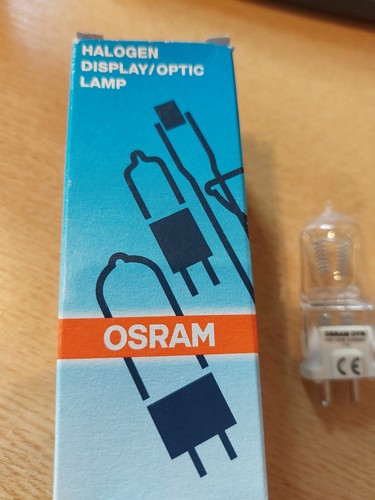 HALOGEN
DISPLAY/OPTIC
LAMP
OSRAM
OSRAM
CE